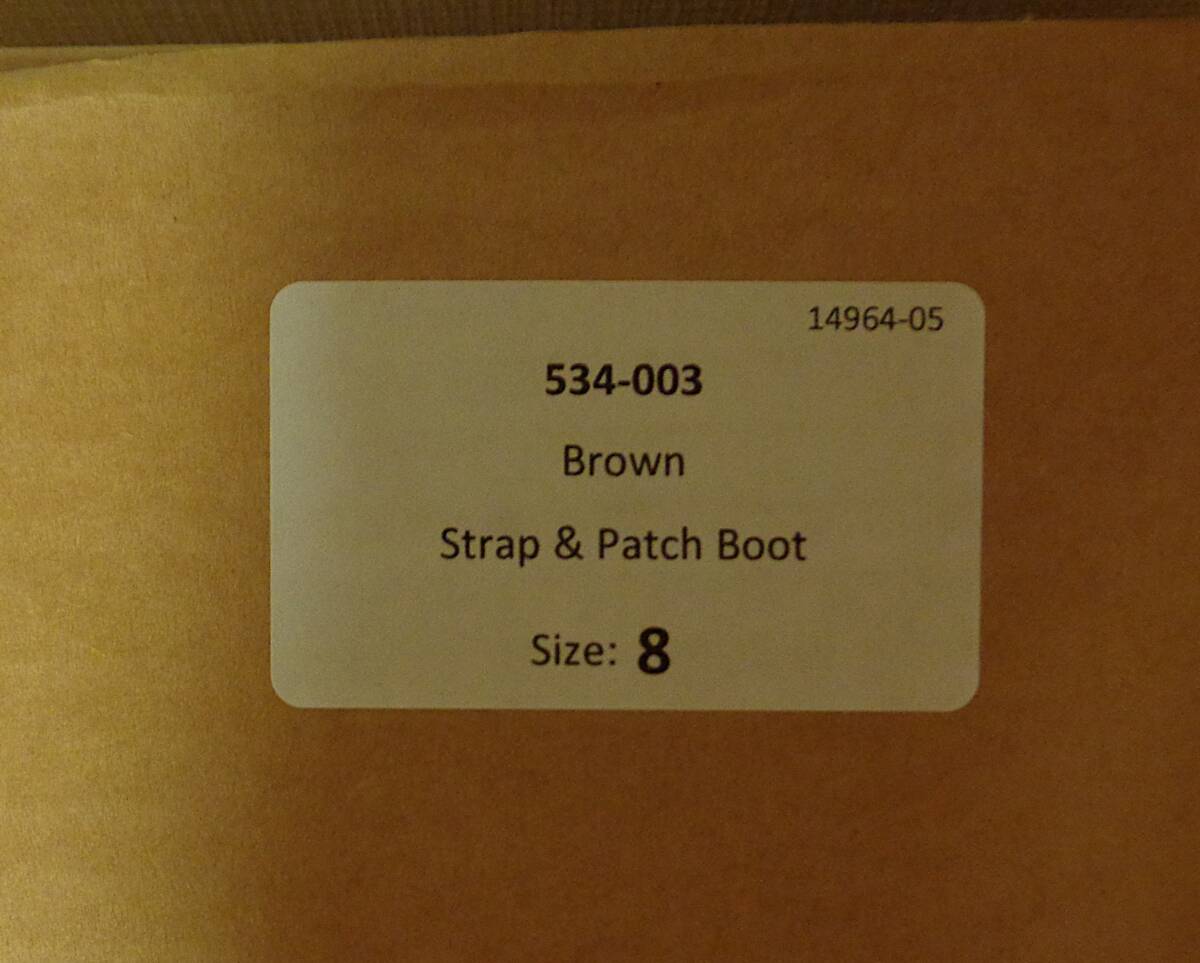 14964-05
534-003
Brown
Strap & Patch Boot
Size: 8